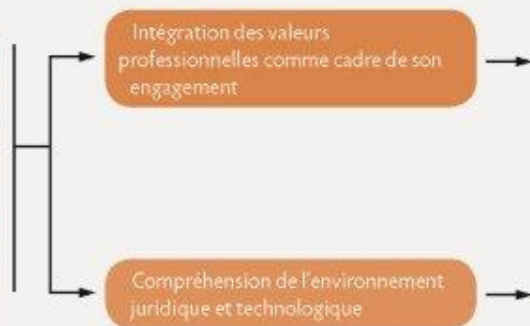 Intégration des valeurs
professionnelles comme cadre de son
engagement
Compréhension de l'environnement
juridique et technologique